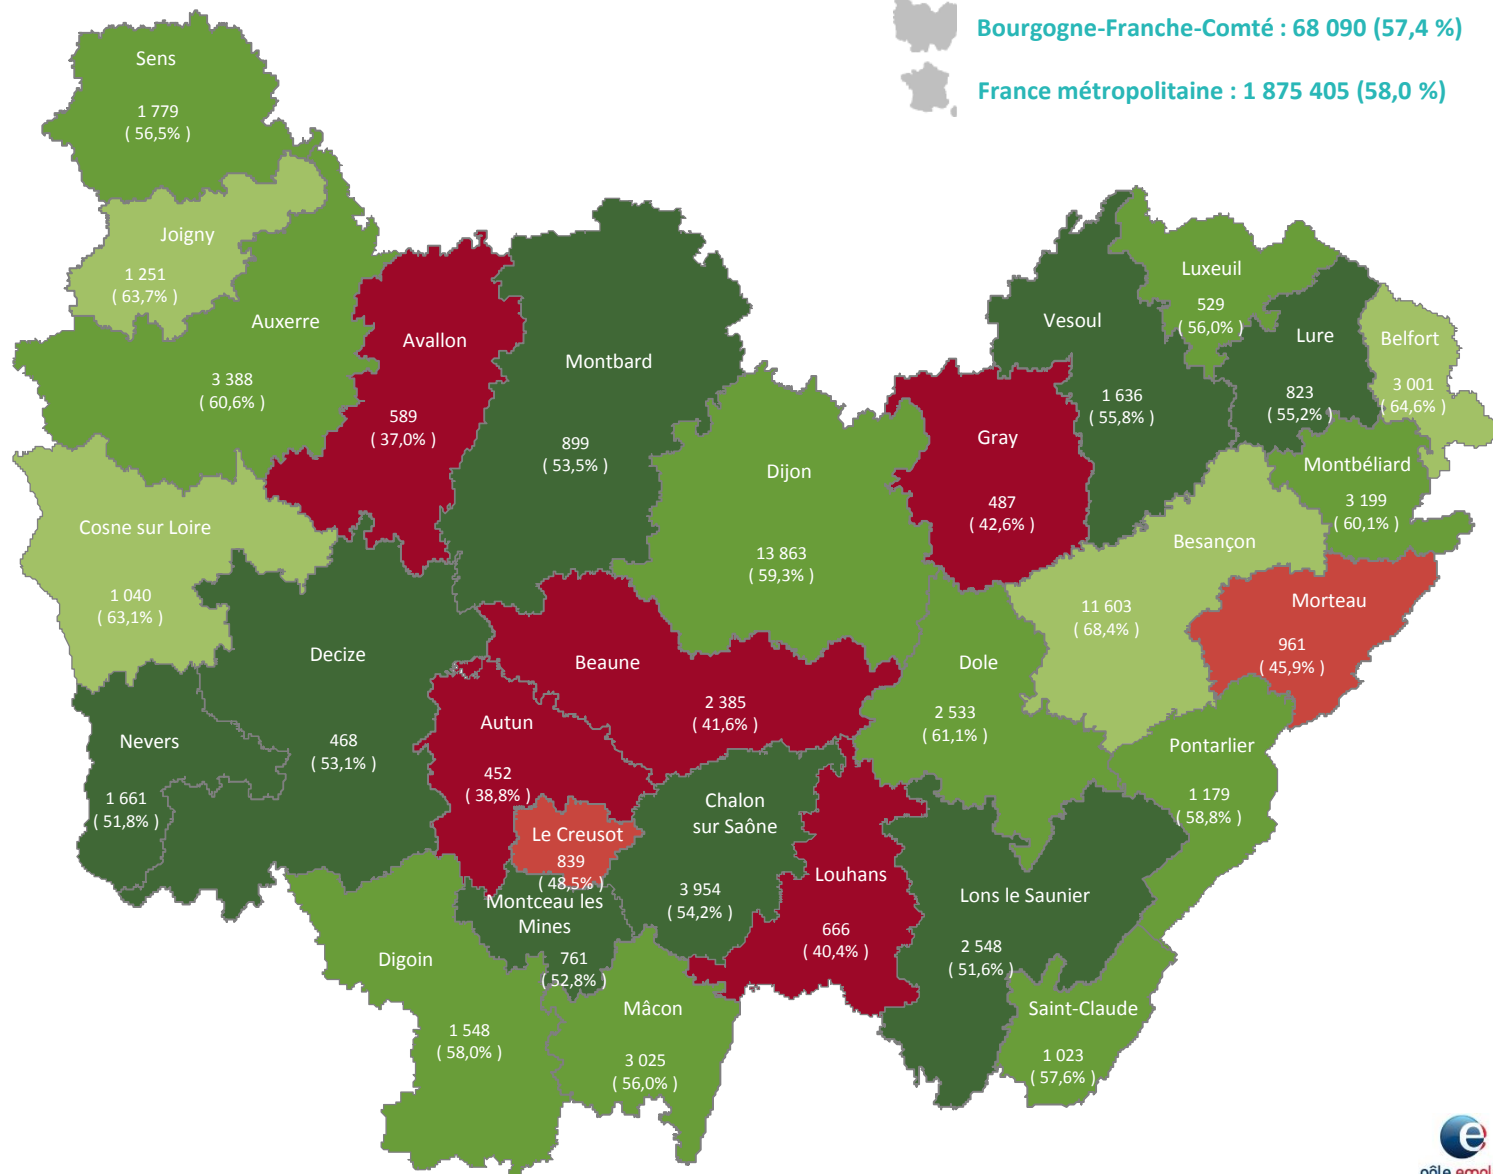 Bourgogne-Franche-Comté : 68 090 (57,4 %)
France métropolitaine : 1 875 405 (58,0 %)
Sens
1 779
( 56,5% )
Joigny
1 251
( 63,7% )
Auxerre
3 388
( 60,6% )
Avallon
589
( 37,0% )
Montbard
899
( 53,5% )
Vesoul
1 636
( 55,8% )
Luxeuil
529
( 56,0% )
Lure
823
( 55,2% )
Belfort
3 001
( 64,6% )
Gray
487
( 42,6% )
Montbéliard
3 199
( 60,1% )
Dijon
13 863
( 59,3% )
Cosne sur Loire
1 040
( 63,1% )
Besançon
11 603
( 68,4% )
Morteau
961
( 45,9% )
Decize
468
( 53,1% )
Beaune
2 385
( 41,6% )
Dole
2 533
( 61,1% )
Nevers
1 661
( 51,8% )
Autun
452
( 38,8% )
Pontarlier
1 179
( 58,8% )
Le Creusot
839
( 48,5% )
Chalon
sur Saône
3 954
( 54,2% )
Louhans
666
( 40,4% )
Lons le Saunier
2 548
( 51,6% )
Montceau les
Mines
761
( 52,8% )
Digoin
1 548
( 58,0% )
Mâcon
3 025
( 56,0% )
Saint-Claude
1 023
( 57,6% )
e